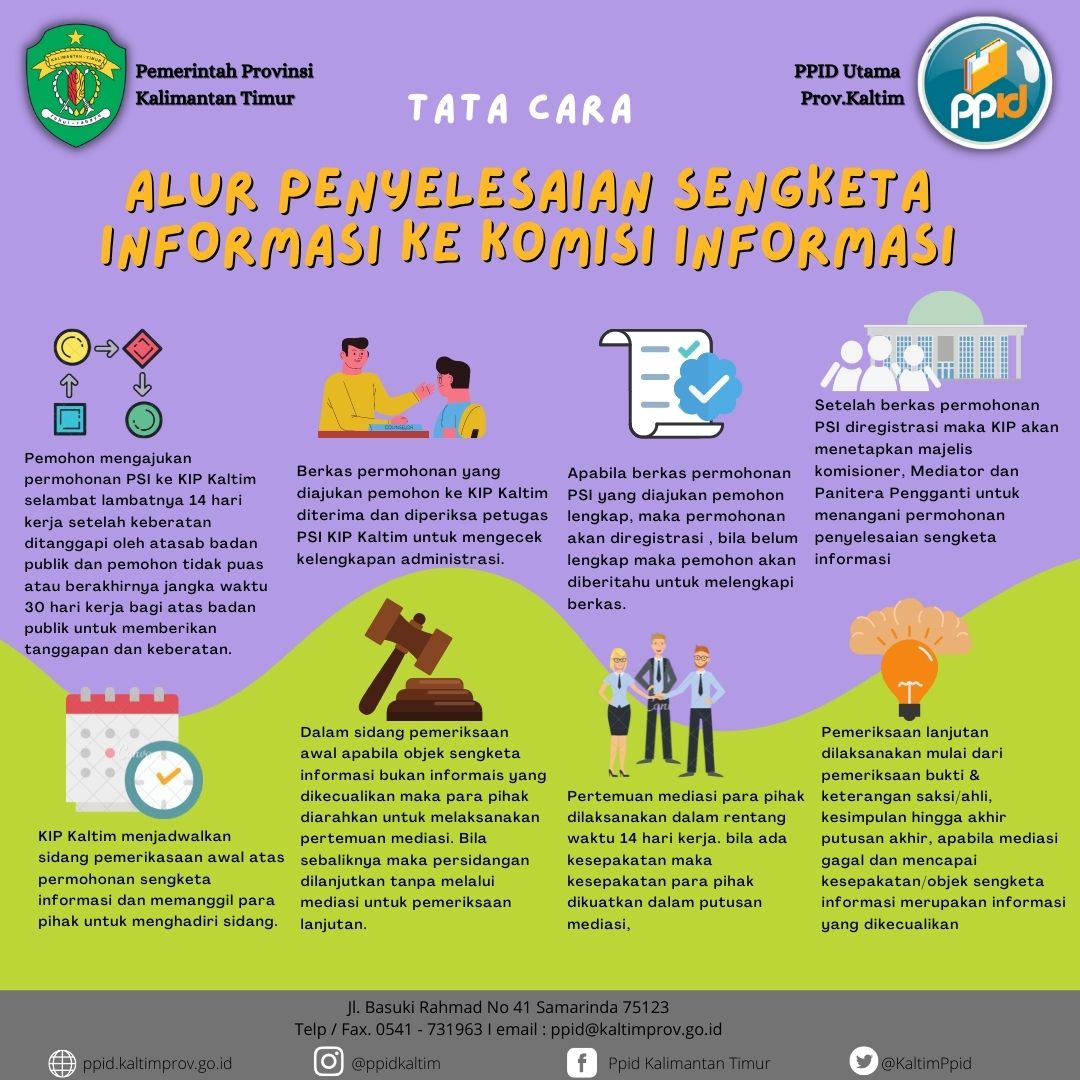 KALIMANTAN - TIMUR
Pemerintah Provinsi
Kalimantan Timur
PPID Utama
Prov.Kaltim
ppid
TATA CARA
ALUR PENYELESAIAN SENGKETA
INFORMASI KE KOMISI INFORMASI
Pemohon mengajukan
permohonan PSI ke KIP Kaltim
selambat lambatnya 14 hari
kerja setelah keberatan
ditanggapi oleh atasab badan
publik dan pemohon tidak puas
atau berakhirnya jangka waktu
30 hari kerja bagi atas badan
publik untuk memberikan
tanggapan dan keberatan.
COUNSELOR
Berkas permohonan yang
diajukan pemohon ke KIP Kaltim
diterima dan diperiksa petugas
PSI KIP Kaltim untuk mengecek
kelengkapan administrasi.
Apabila berkas permohonan
PSI yang diajukan pemohon
lengkap, maka permohonan
akan diregistrasi , bila belum
lengkap maka pemohon akan
diberitahu untuk melengkapi
berkas.
Setelah berkas permohonan
PSI diregistrasi maka KIP akan
menetapkan majelis
komisioner, Mediator dan
Panitera Pengganti untuk
menangani permohonan
penyelesaian sengketa
informasi
KIP Kaltim menjadwalkan
sidang pemerikasaan awal atas
permohonan sengketa
informasi dan memanggil para
pihak untuk menghadiri sidang.
Dalam sidang pemeriksaan
awal apabila objek sengketa
informasi bukan informais yang
dikecualikan maka para pihak
diarahkan untuk melaksanakan
pertemuan mediasi. Bila
sebaliknya maka persidangan
dilanjutkan tanpa melalui
mediasi untuk pemeriksaan
lanjutan.
Pertemuan mediasi para pihak
dilaksanakan dalam rentang
waktu 14 hari kerja. bila ada
kesepakatan maka
kesepakatan para pihak
dikuatkan dalam putusan
mediasi,
Pemeriksaan lanjutan
dilaksanakan mulai dari
pemeriksaan bukti &
keterangan saksi/ahli,
kesimpulan hingga akhir
putusan akhir, apabila mediasi
gagal dan mencapai
kesepakatan/objek sengketa
informasi merupakan informasi
yang dikecualikan
Jl. Basuki Rahmad No 41 Samarinda 75123
Telp / Fax. 0541 - 731963 I email : ppid@kaltimprov.go.id
ppid.kaltimprov.go.id
@ppidkaltim
Ppid Kalimantan Timur
@KaltimPpid